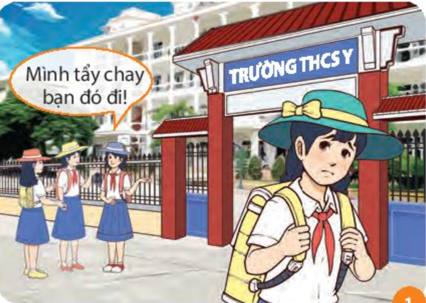 Mình tẩy chay
bạn đó đi!
TRƯỜNG THCS Y
1